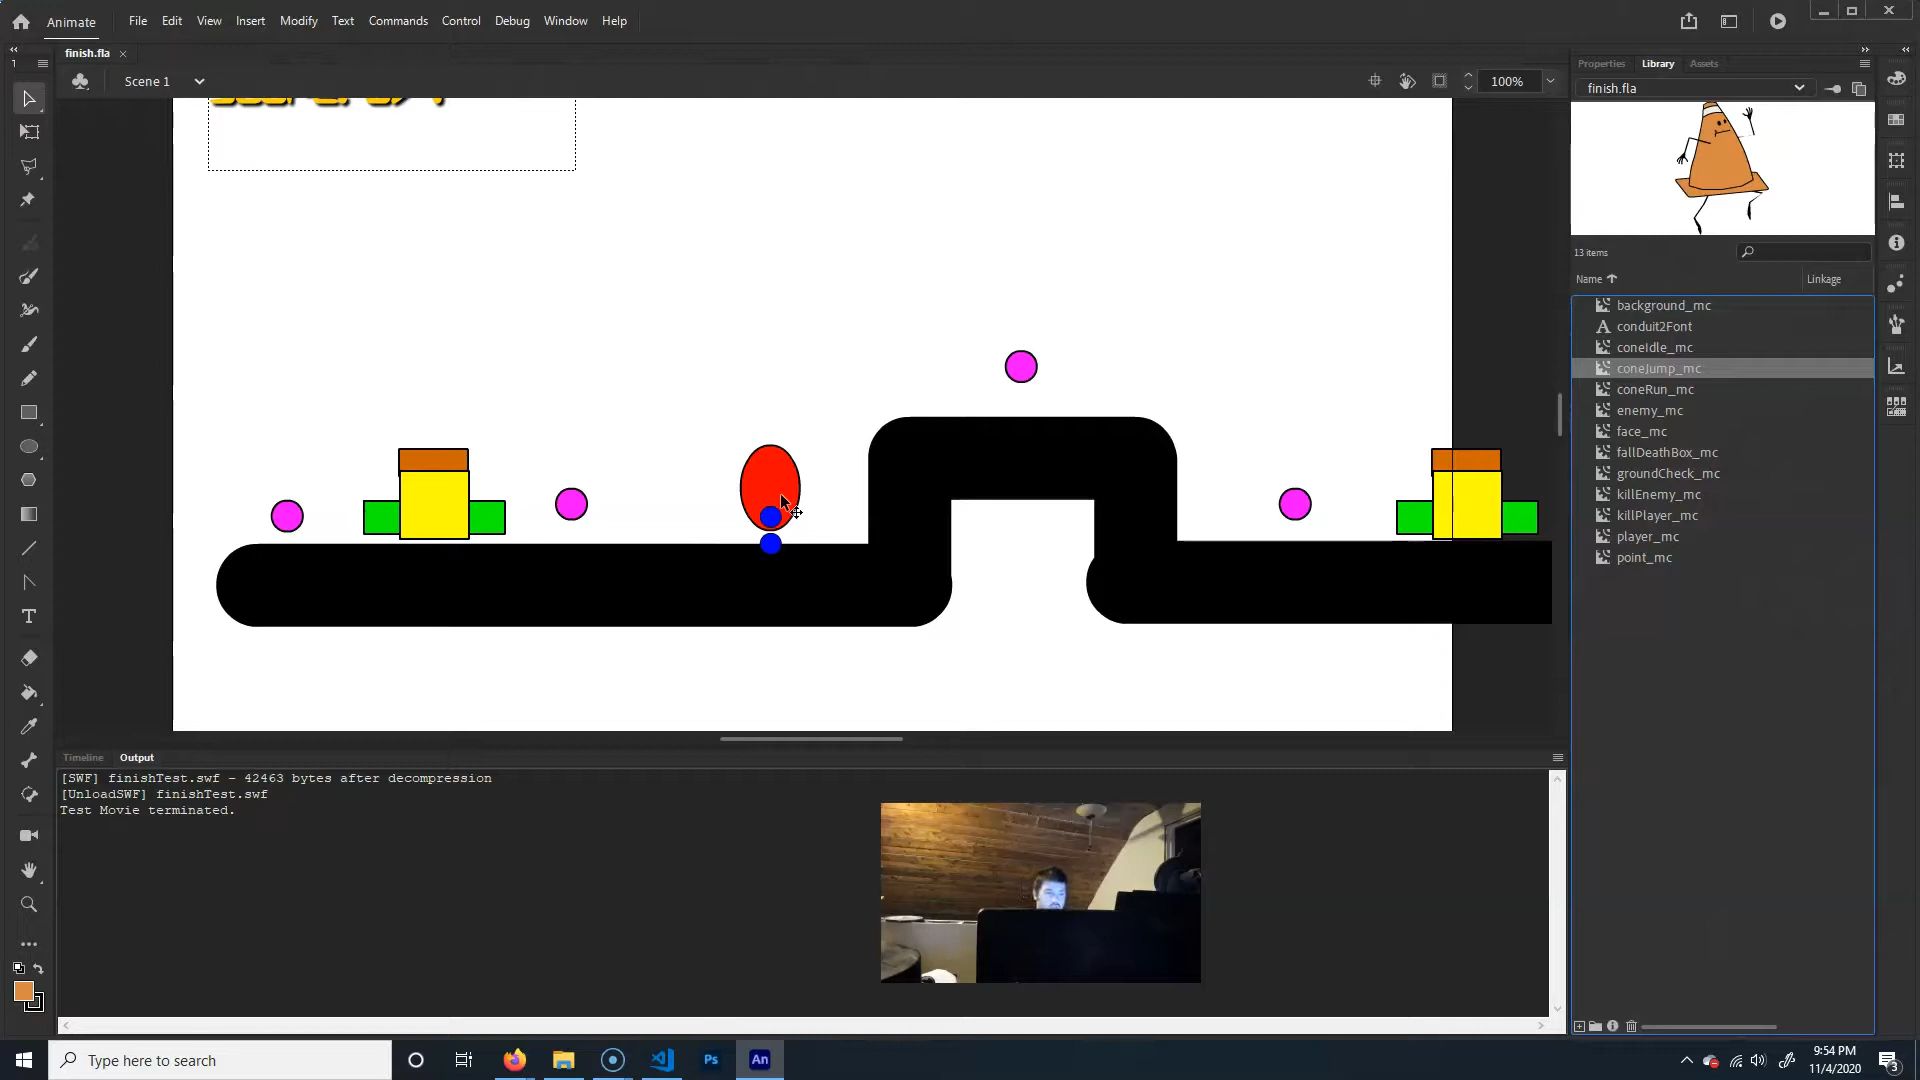 Animate
File Edit View Insert Modify Text Commands Control Debug Window Help
finish.fla
Scene 1
100%
Properties Library Assets
finish.fla
13 items
Name Linkage
background_mc
conduit2Font
coneIdle_mc
coneJump_mc
coneRun_mc
enemy_mc
face_mc
fallDeathBox_mc
groundCheck_mc
killEnemy_mc
killPlayer_mc
player_mc
point_mc
Timeline Output
[SWF] finishTest.swf - 42463 bytes after decompression
[UnloadSWF] finishTest.swf
Test Movie terminated.
Type here to search
Ps
An
9:54 PM
11/4/2020
3